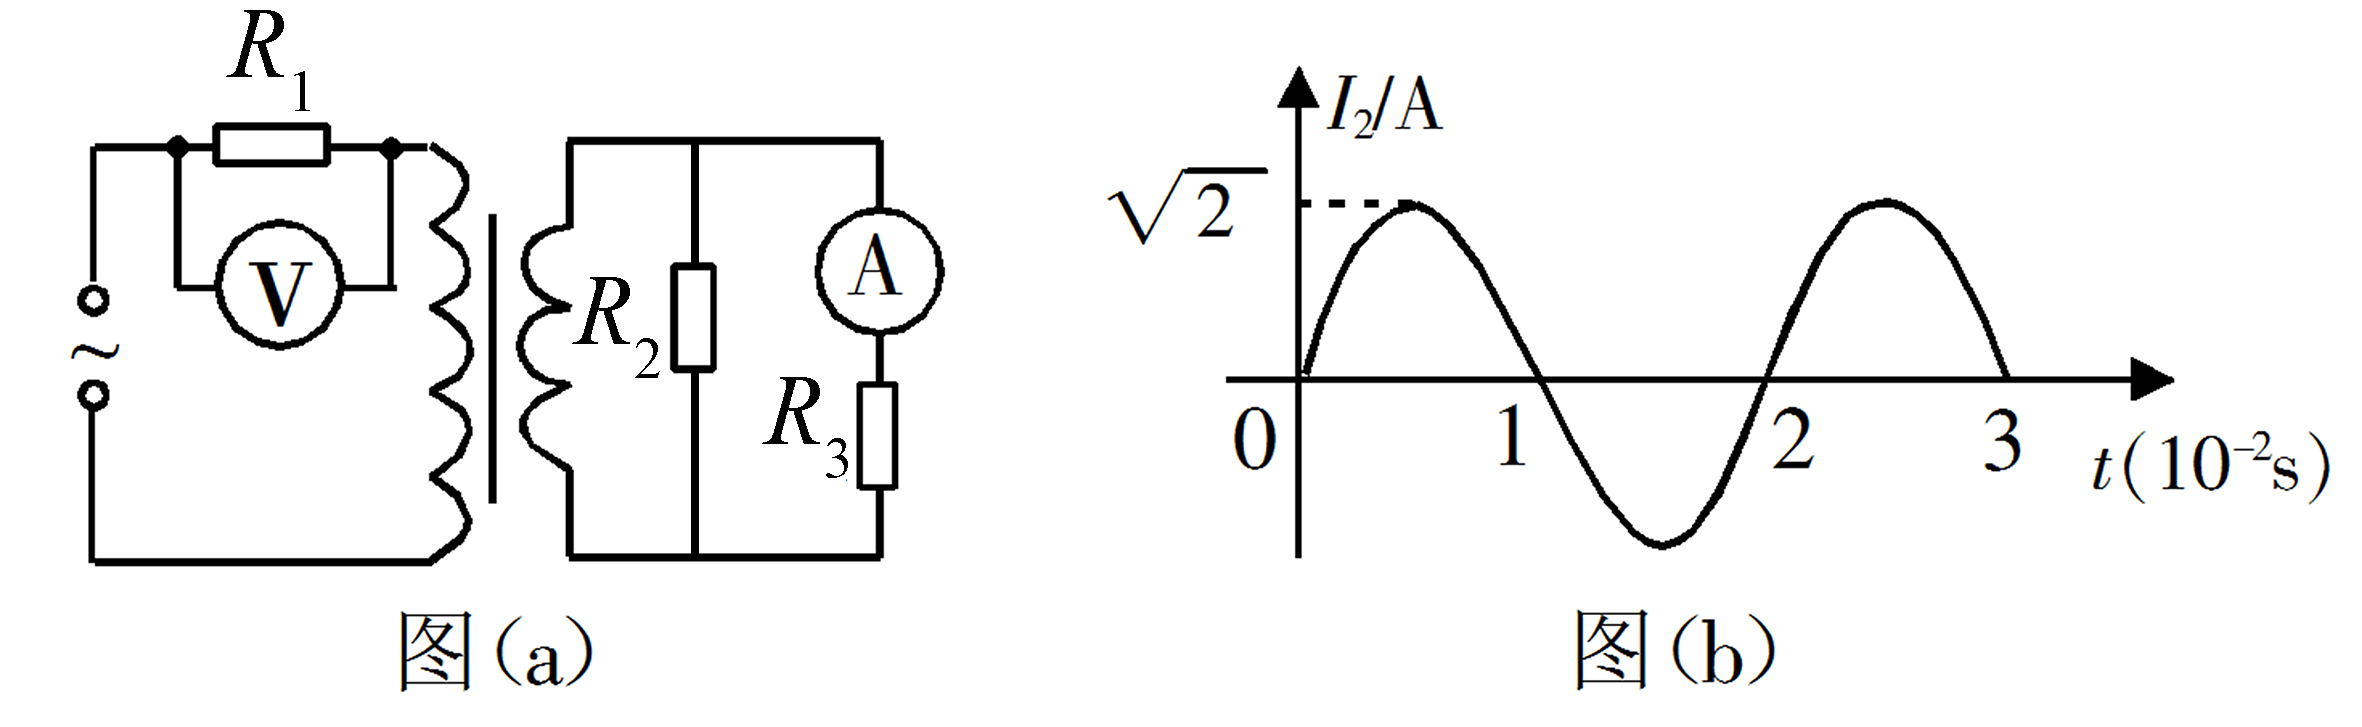 R₁
V
A
R₂
R₃
~
图(a)
I₂/A
√2
0 1 2 3
t(10⁻²s)
图(b)